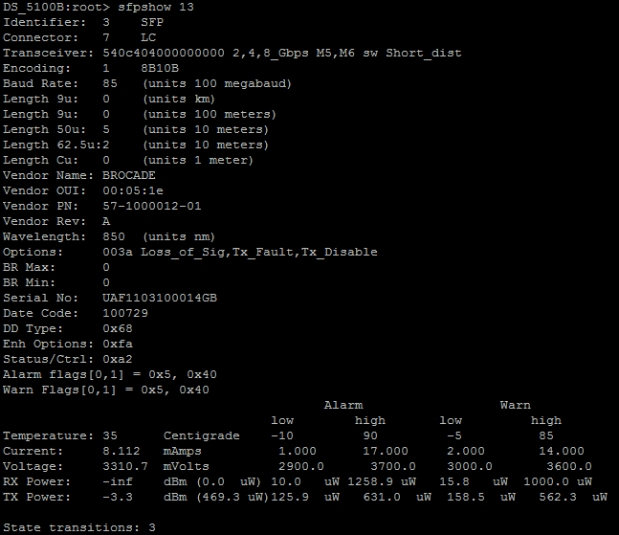 DS_5100B:root> sfpshow 13
Identifier:  3    SFP
Connector:   7    LC
Transceiver: 540c404000000000 2,4,8_Gbps M5,M6 sw Short_dist
Encoding:    1    8B10B
Baud Rate:   85   (units 100 megabaud)
Length 9u:   0    (units km)
Length 9u:   0    (units 100 meters)
Length 50u:  5    (units 10 meters)
Length 62.5u:2    (units 10 meters)
Length Cu:   0    (units 1 meter)
Vendor Name: BROCADE
Vendor OUI:  00:05:1e
Vendor PN:   57-1000012-01
Vendor Rev:  A
Wavelength:  850  (units nm)
Options:     003a Loss_of_Sig,Tx_Fault,Tx_Disable
BR Max:      0
BR Min:      0
Serial No:   UAF1103100014GB
Date Code:   100729
DD Type:     0x68
Enh Options: 0xfa
Status/Ctrl: 0xa2
Alarm flags[0,1] = 0x5, 0x40
Warn Flags[0,1] = 0x5, 0x40
Alarm Warn
low high low high
Temperature: 35 Centigrade -10 90 -5 85
Current: 8.112 mAmps 1.000 17.000 2.000 14.000
Voltage: 3310.7 mVolts 2900.0 3700.0 3000.0 3600.0
RX Power: -inf dBm (0.0 uW) 10.0 uW 1258.9 uW 15.8 uW 1000.0 uW
TX Power: -3.3 dBm (469.3 uW)125.9 uW 631.0 uW 158.5 uW 562.3 uW
State transitions: 3